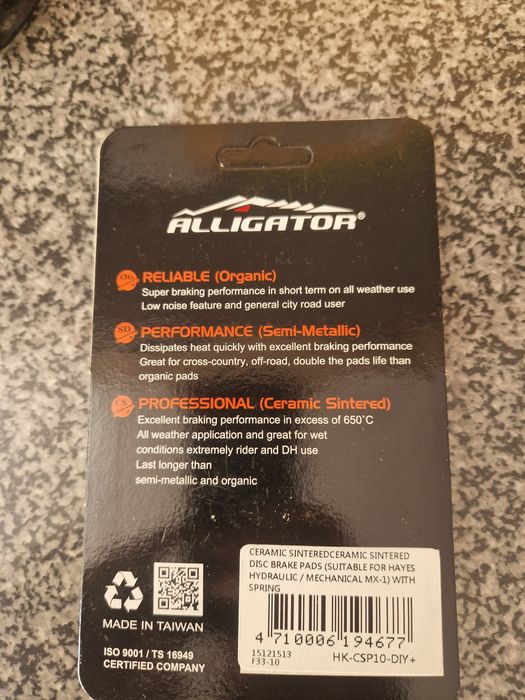 ALLIGATOR®
RELIABLE (Organic)
Super braking performance in short term on all weather use
Low noise feature and general city road user
SD PERFORMANCE (Semi-Metallic)
Dissipates heat quickly with excellent braking performance
Great for cross-country, off-road, double the pads life than
organic pads
CS PROFESSIONAL (Ceramic Sintered)
Excellent braking performance in excess of 650°C
All weather application and great for wet
conditions extremely rider and DH use
Last longer than
semi-metallic and organic
MADE IN TAIWAN
ISO 9001 / TS 16949
CERTIFIED COMPANY
CERAMIC SINTEREDCERAMIC SINTERED
DISC BRAKE PADS (SUITABLE FOR HAYES
HYDRAULIC / MECHANICAL MX-1) WITH
SPRING
4 710006 194677
15121513
F33-10 HK-CSP10-DIY+